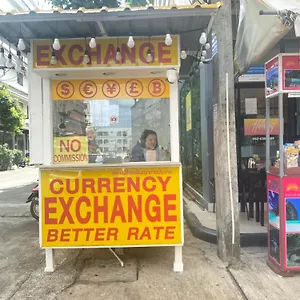 EXCHANGE
$ € ¥ £ ฿
NO
COMMISSION
CURRENCY
EXCHANGE
BETTER RATE